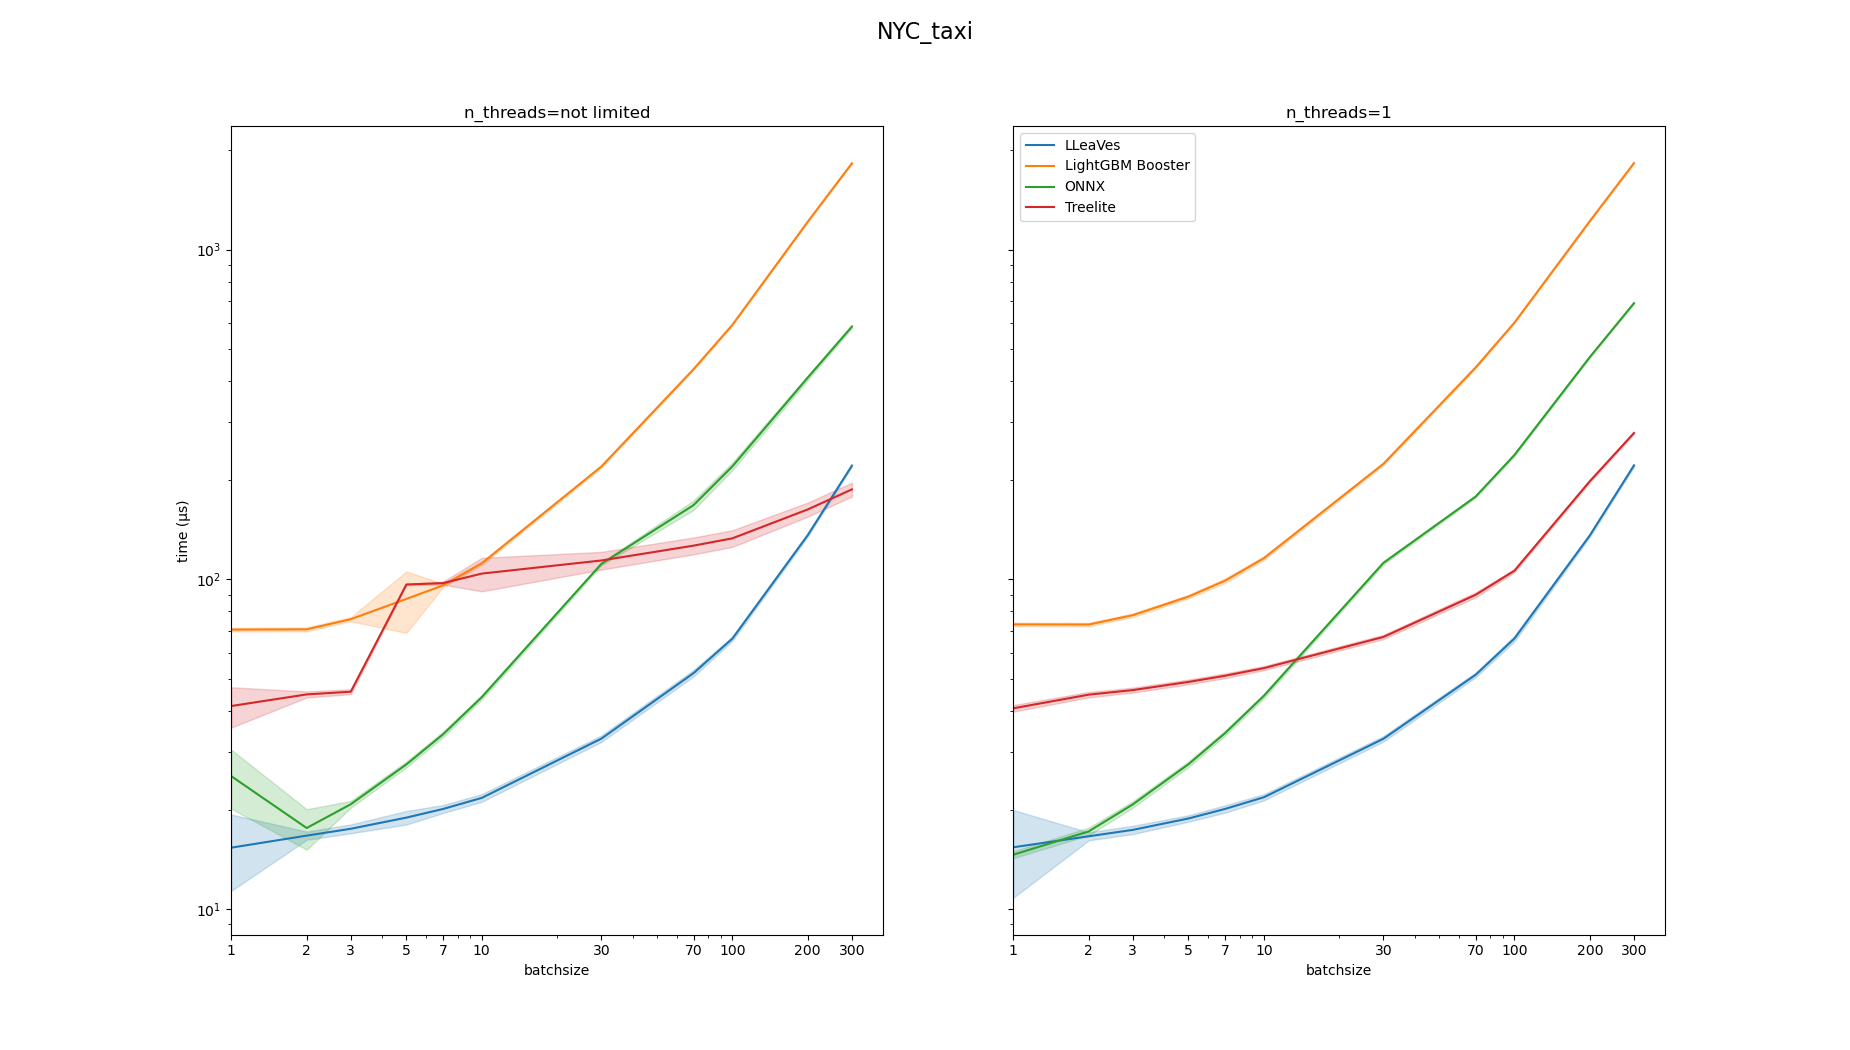 NYC_taxi
n_threads=not limited
time (µs)
10³
10²
10¹
1 2 3 5 7 10 30 70 100 200 300
batchsize
n_threads=1
LLeaVes
LightGBM Booster
ONNX
Treelite
1 2 3 5 7 10 30 70 100 200 300
batchsize